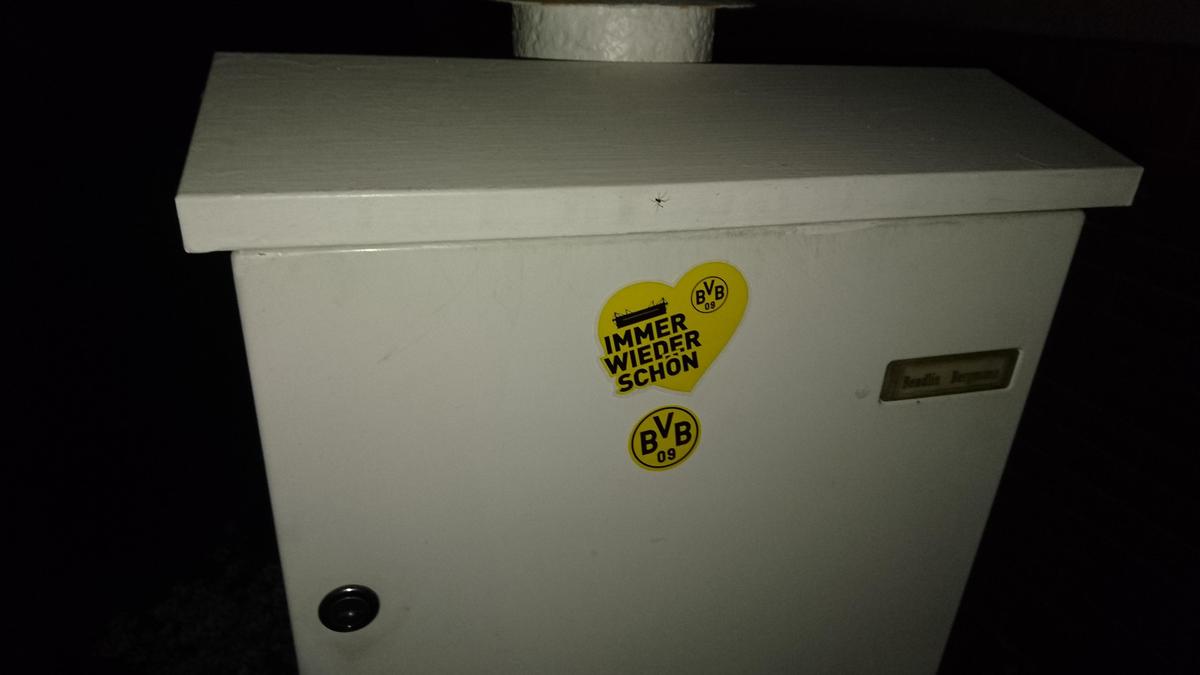 BVB
09
IMMER
WIEDER
SCHÖN
BVB
09